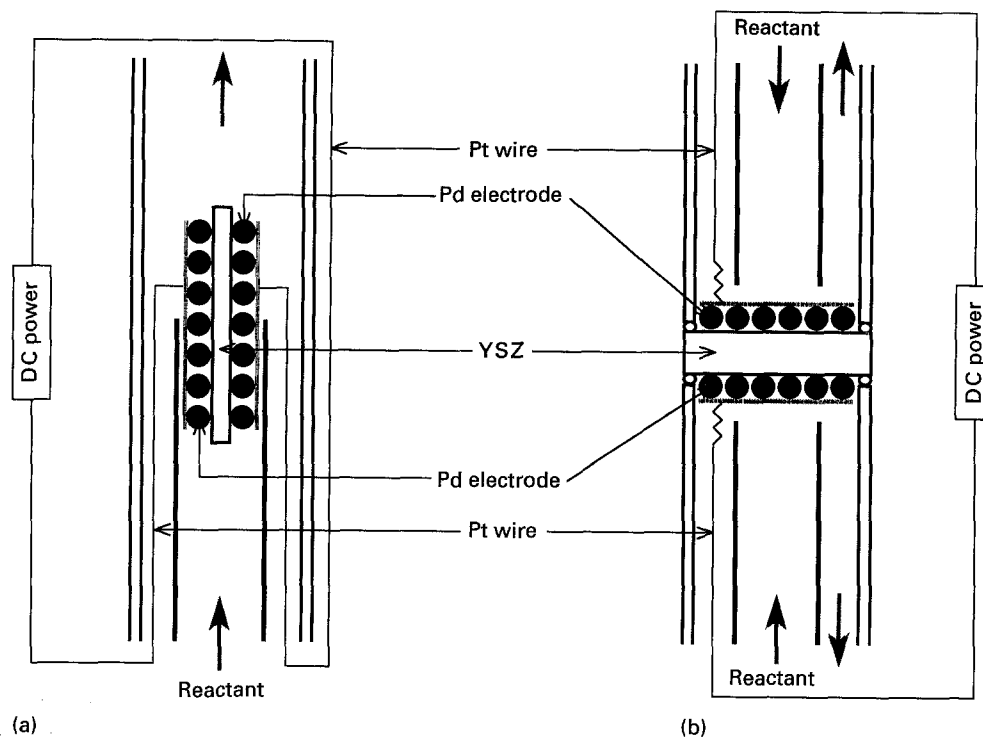 Reactant
Pt wire
Pd electrode
DC power
YSZ
DC power
Pd electrode
Pt wire
Reactant
Reactant
(a)
(b)